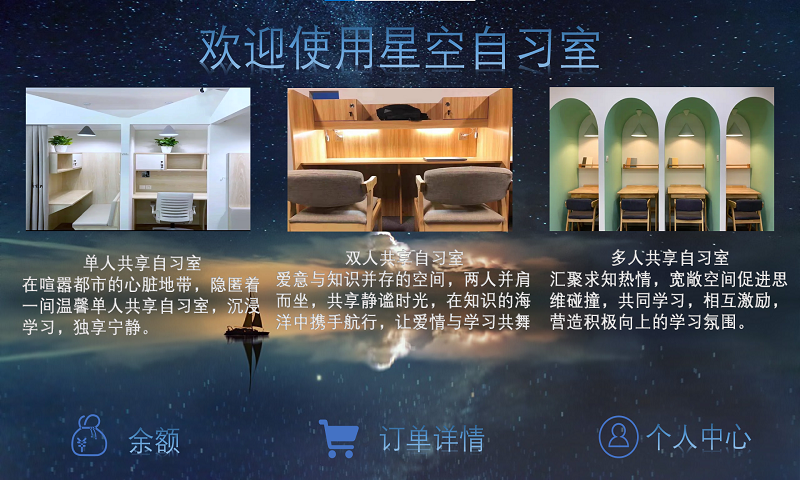 欢迎使用星空自习室
单人共享自习室
在喧嚣都市的心脏地带，隐匿着
一间温馨单人共享自习室，沉浸
学习，独享宁静。
双人共享自习室
爱意与知识并存的空间，两人并肩
而坐，共享静谧时光，在知识的海
洋中携手航行，让爱情与学习共舞
多人共享自习室
汇聚求知热情，宽敞空间促进思
维碰撞，共同学习，相互激励，
营造积极向上的学习氛围。
余额
订单详情
个人中心